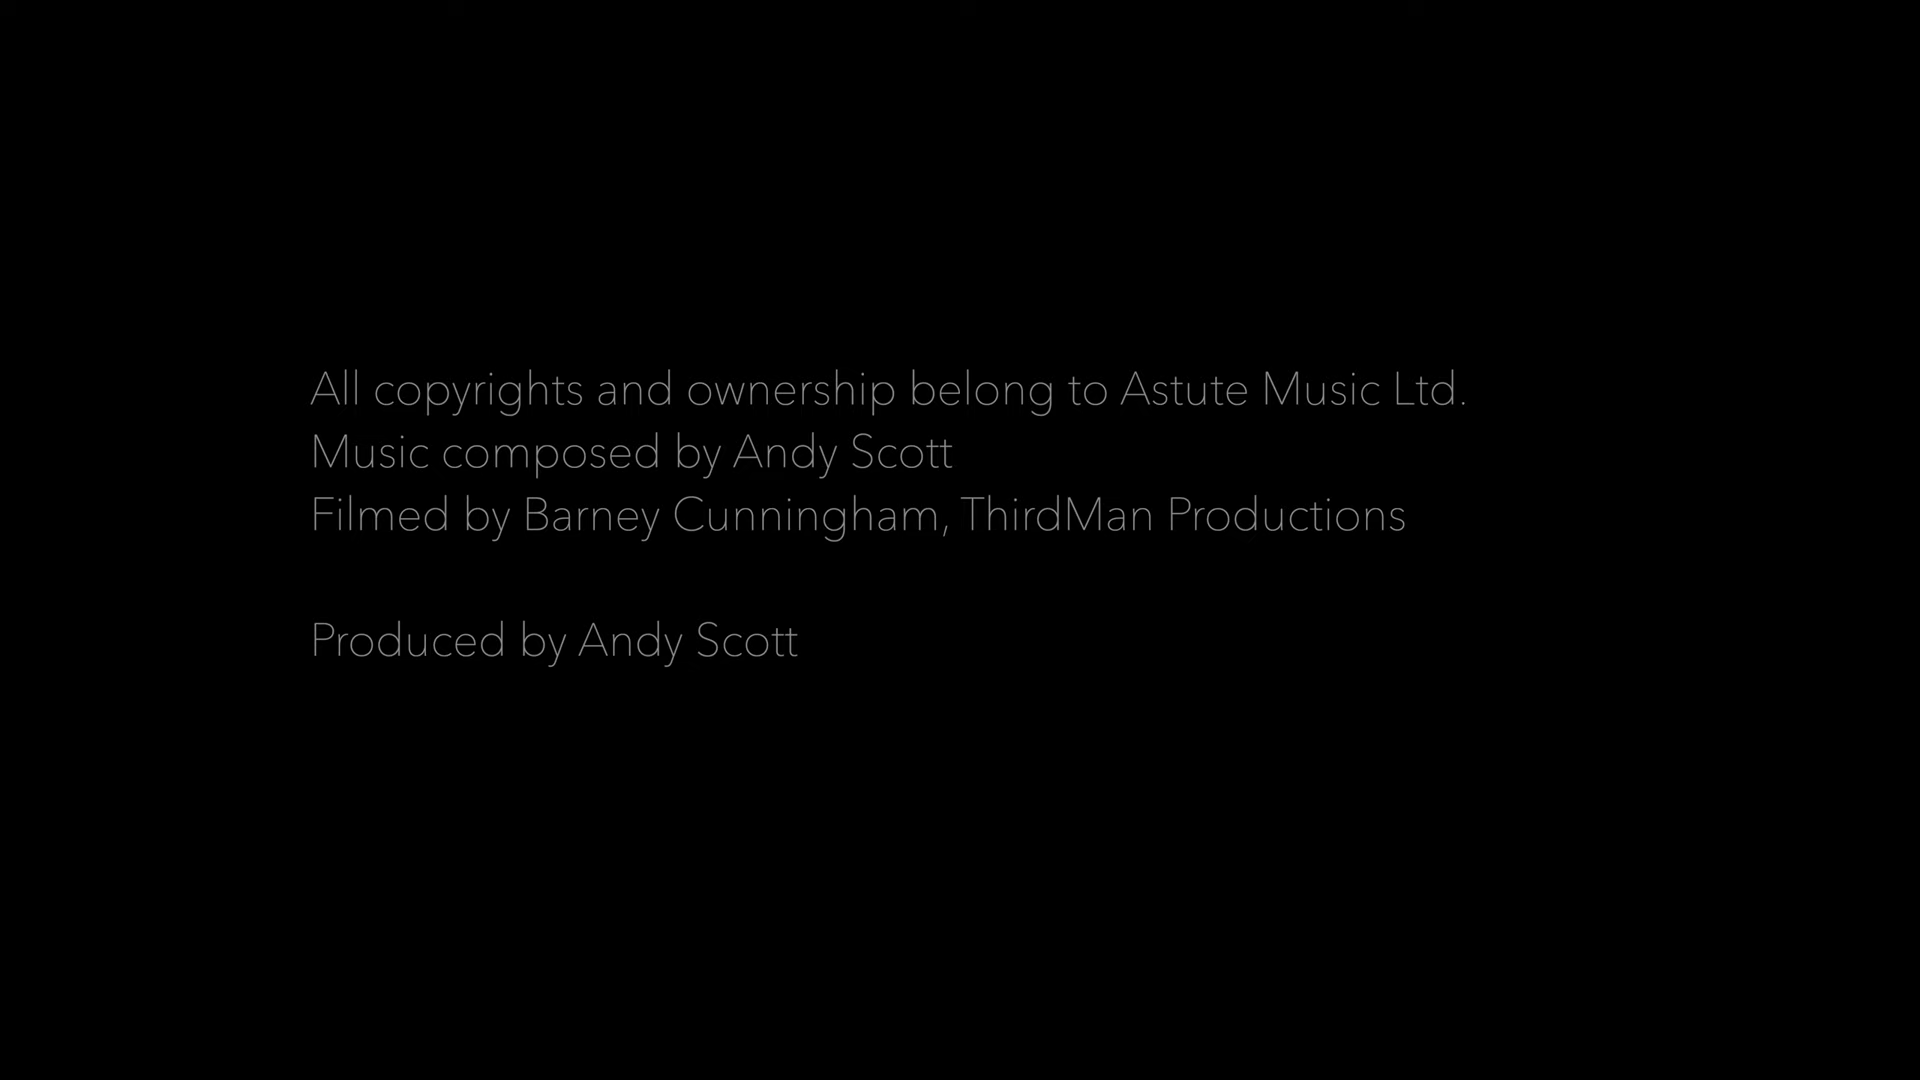 All copyrights and ownership belong to Astute Music Ltd.
Music composed by Andy Scott
Filmed by Barney Cunningham, ThirdMan Productions
Produced by Andy Scott